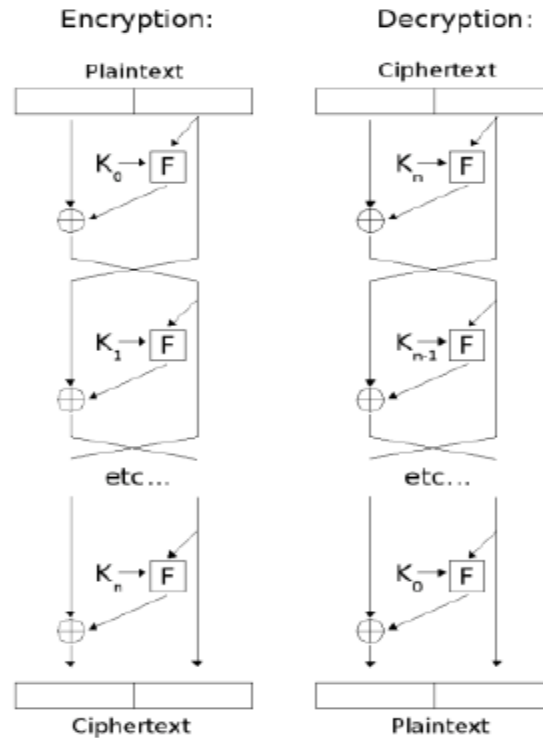 Encryption:
Plaintext
K0 F
K1 F
etc...
Kn F
Ciphertext
Decryption:
Ciphertext
Kn F
Kn-1 F
etc...
K0 F
Plaintext